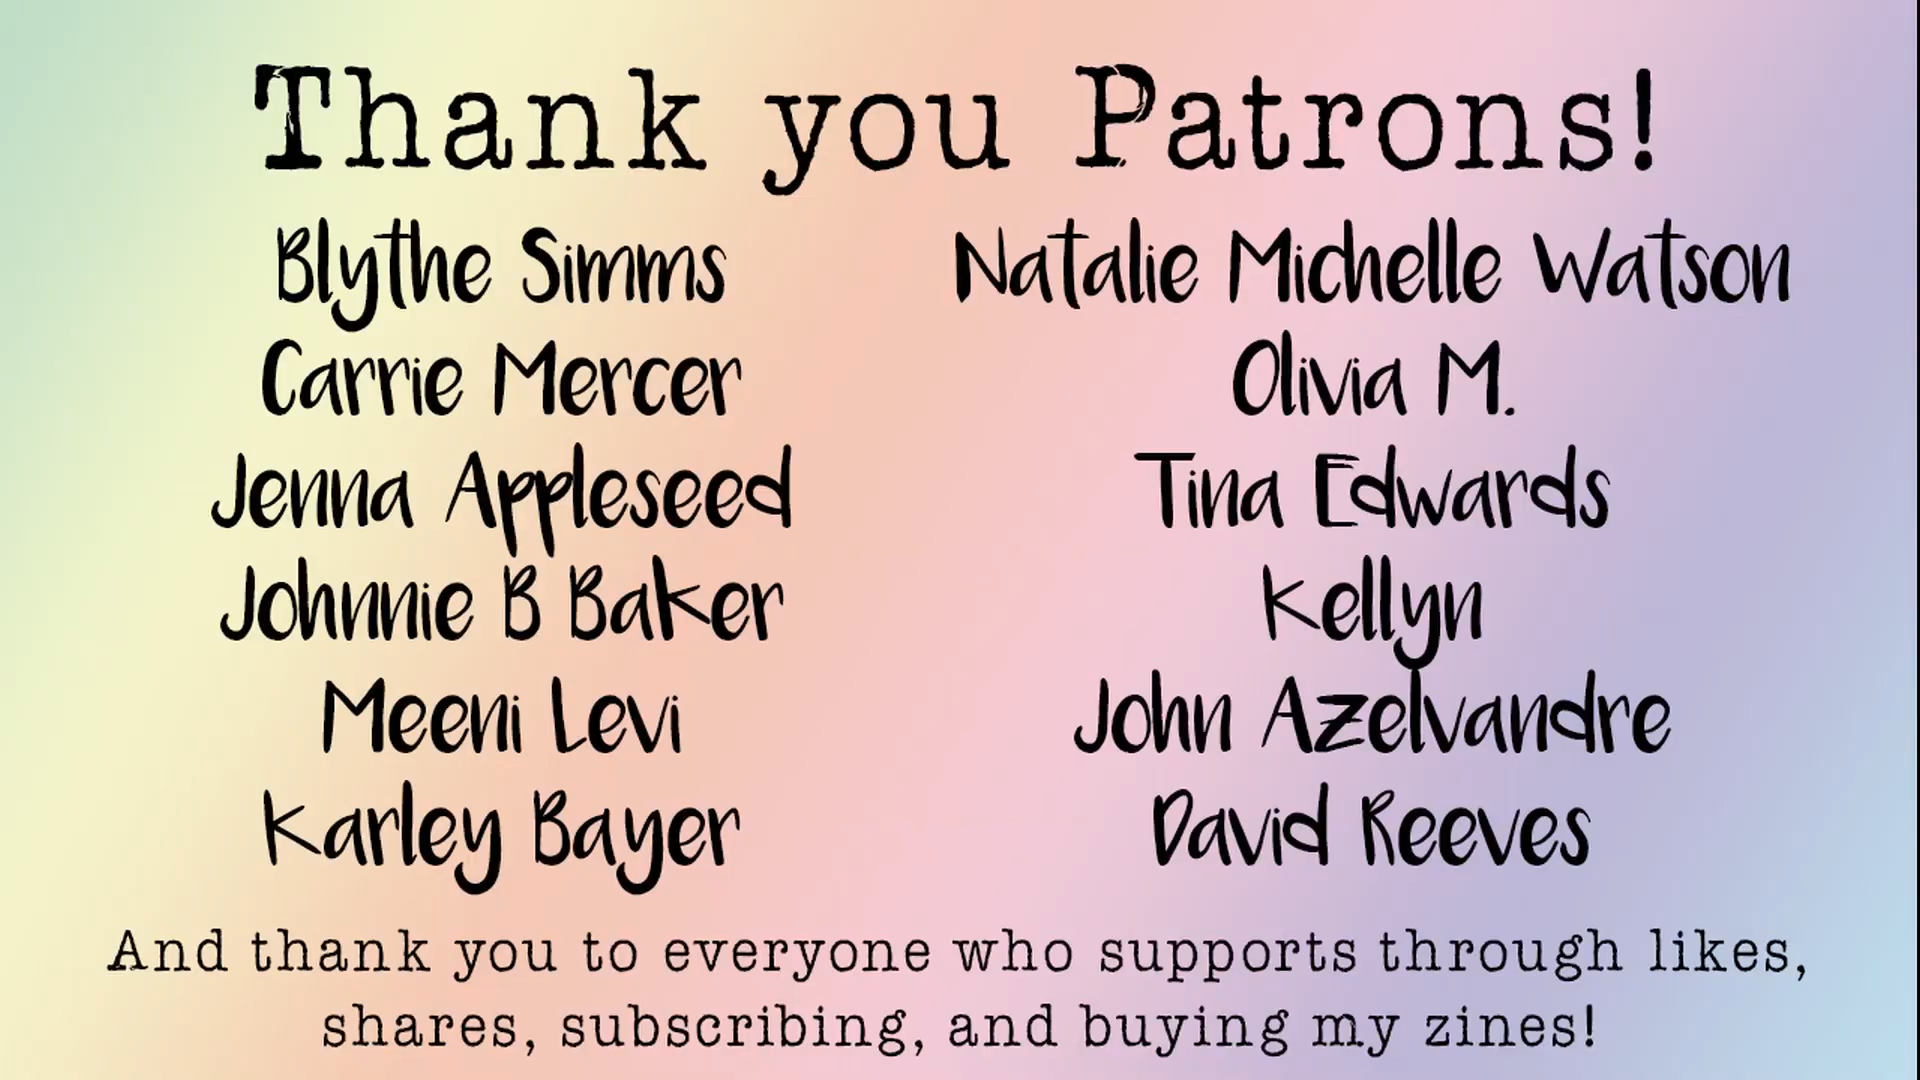 Thank you Patrons!
Blythe Simms
Carrie Mercer
Jenna Appleseed
Johnnie B Baker
Meeni Levi
Karley Bayer
Natalie Michelle Watson
Olivia M.
Tina Edwards
Kellyn
John Azelvandre
David Reeves
And thank you to everyone who supports through likes,
shares, subscribing, and buying my zines!